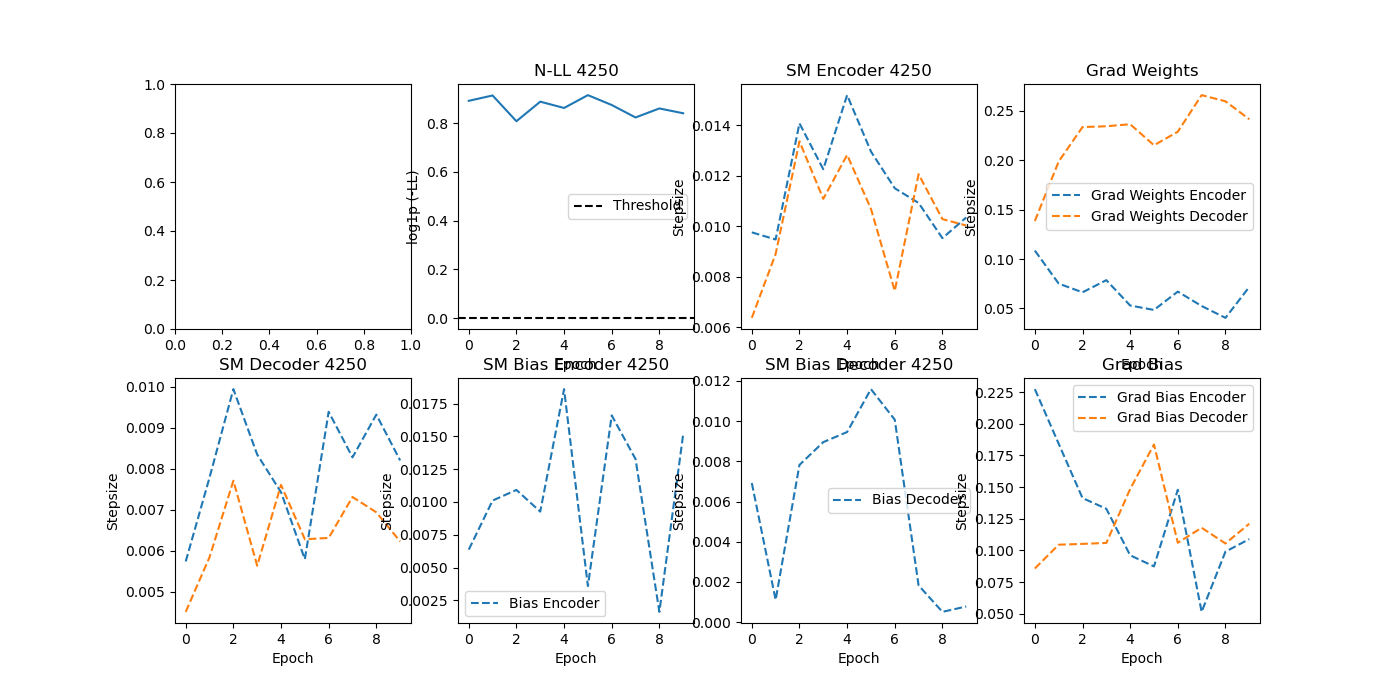 N-LL 4250
SM Encoder 4250
Grad Weights
1.0
0.8
0.6
0.4
0.2
0.0
0.0 0.2 0.4 0.6 0.8 1.0
log1p (-LL)
0.8
0.6
0.4
0.2
0.0
Threshold
0 2 4 6 8
Epoch
Stepsize
0.014
0.012
0.010
0.008
0.006
0 2 4 6 8
Epoch
Stepsize
0.25
0.20
0.15
0.10
0.05
Grad Weights Encoder
Grad Weights Decoder
0 2 4 6 8
Epoch
SM Decoder 4250
SM Bias Encoder 4250
SM Bias Decoder 4250
Grad Bias
Stepsize
0.010
0.009
0.008
0.007
0.006
0.005
0 2 4 6 8
Epoch
Stepsize
0.0175
0.0150
0.0125
0.0100
0.0075
0.0050
0.0025
Bias Encoder
0 2 4 6 8
Epoch
Stepsize
0.012
0.010
0.008
0.006
0.004
0.002
0.000
Bias Decoder
0 2 4 6 8
Epoch
Stepsize
0.225
0.200
0.175
0.150
0.125
0.100
0.075
0.050
Grad Bias Encoder
Grad Bias Decoder
0 2 4 6 8
Epoch